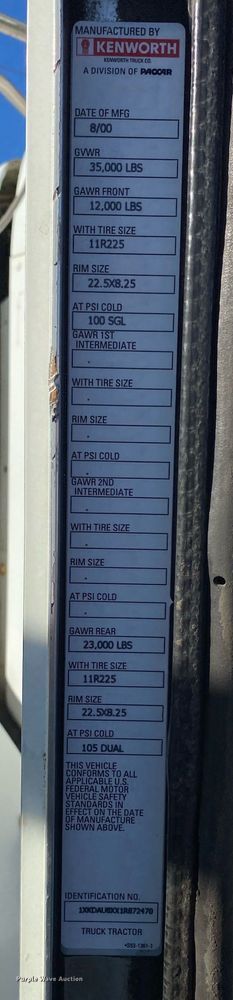 MANUFACTURED BY
KENWORTH
KENWORTH TRUCK CO.
A DIVISION OF PACCAR
DATE OF MFG
8/00
GVWR
35,000 LBS
GAWR FRONT
12,000 LBS
WITH TIRE SIZE
11R225
RIM SIZE
22.5X8.25
AT PSI COLD
100 SGL
GAWR 1ST
INTERMEDIATE
.
WITH TIRE SIZE
.
RIM SIZE
.
AT PSI COLD
.
GAWR 2ND
INTERMEDIATE
.
WITH TIRE SIZE
.
RIM SIZE
.
AT PSI COLD
.
GAWR REAR
23,000 LBS
WITH TIRE SIZE
11R225
RIM SIZE
22.5X8.25
AT PSI COLD
105 DUAL
THIS VEHICLE
CONFORMS TO ALL
APPLICABLE U.S.
FEDERAL MOTOR
VEHICLE SAFETY
STANDARDS IN
EFFECT ON THE DATE
OF MANUFACTURE
SHOWN ABOVE.
IDENTIFICATION NO.
TRUCK TRACTOR
Purple Wave Auction